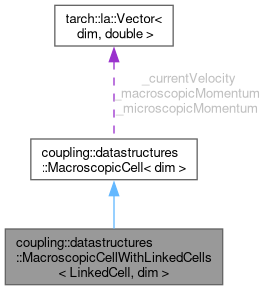 tarch::la::Vector<
dim, double >
_currentVelocity
_macroscopicMomentum
_microscopicMomentum
coupling::datastructures
::MacroscopicCell< dim >
coupling::datastructures
::MacroscopicCellWithLinkedCells
< LinkedCell, dim >